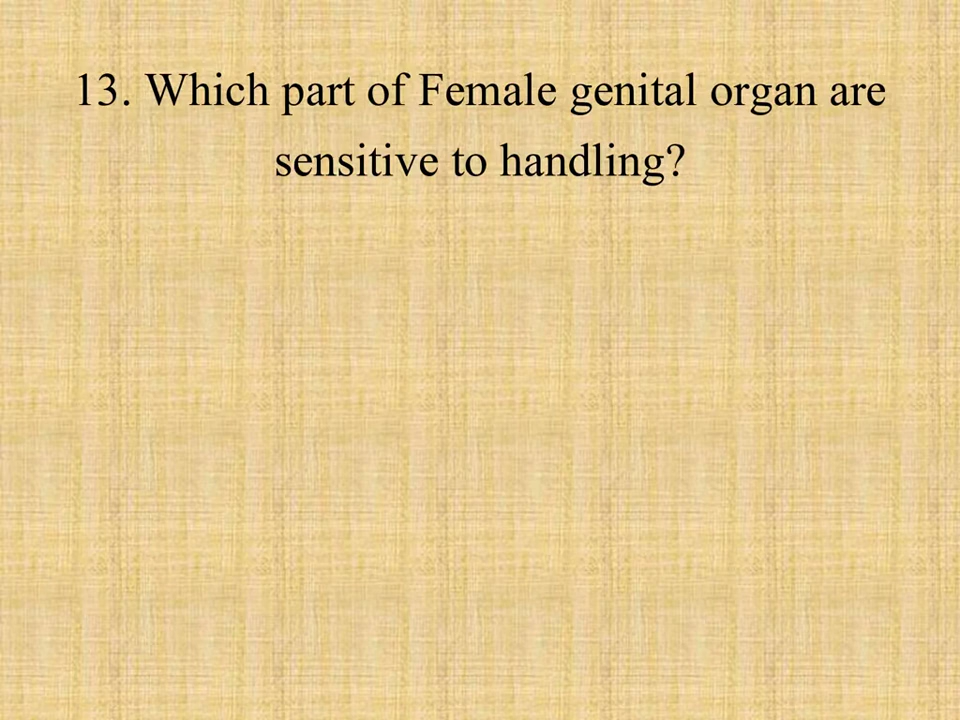 13. Which part of Female genital organ are
sensitive to handling?